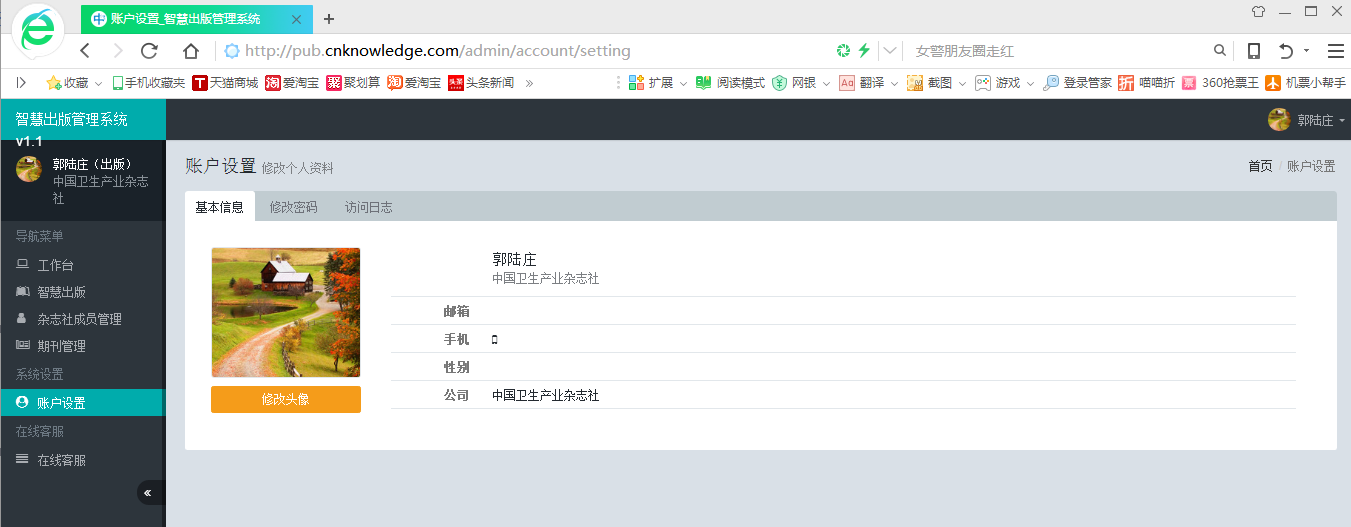 账户设置_智慧出版管理系统
http://pub.cnknowledge.com/admin/account/setting
女警朋友圈走红
收藏 手机收藏夹 T 天猫商城 淘 爱淘宝 聚 聚划算 淘 爱淘宝 头条 头条新闻 » 扩展 阅读模式 网银 Aa 翻译 截图 游戏 登录管家 折 喵喵折 票 360抢票王 机票小帮手
智慧出版管理系统
v1.1
郭陆庄
郭陆庄（出版）
中国卫生产业杂志
社
导航菜单
工作台
智慧出版
杂志社成员管理
期刊管理
系统设置
账户设置
在线客服
在线客服
«
账户设置 修改个人资料
首页 / 账户设置
基本信息 修改密码 访问日志
修改头像
郭陆庄
中国卫生产业杂志社
邮箱
手机
性别
公司 中国卫生产业杂志社